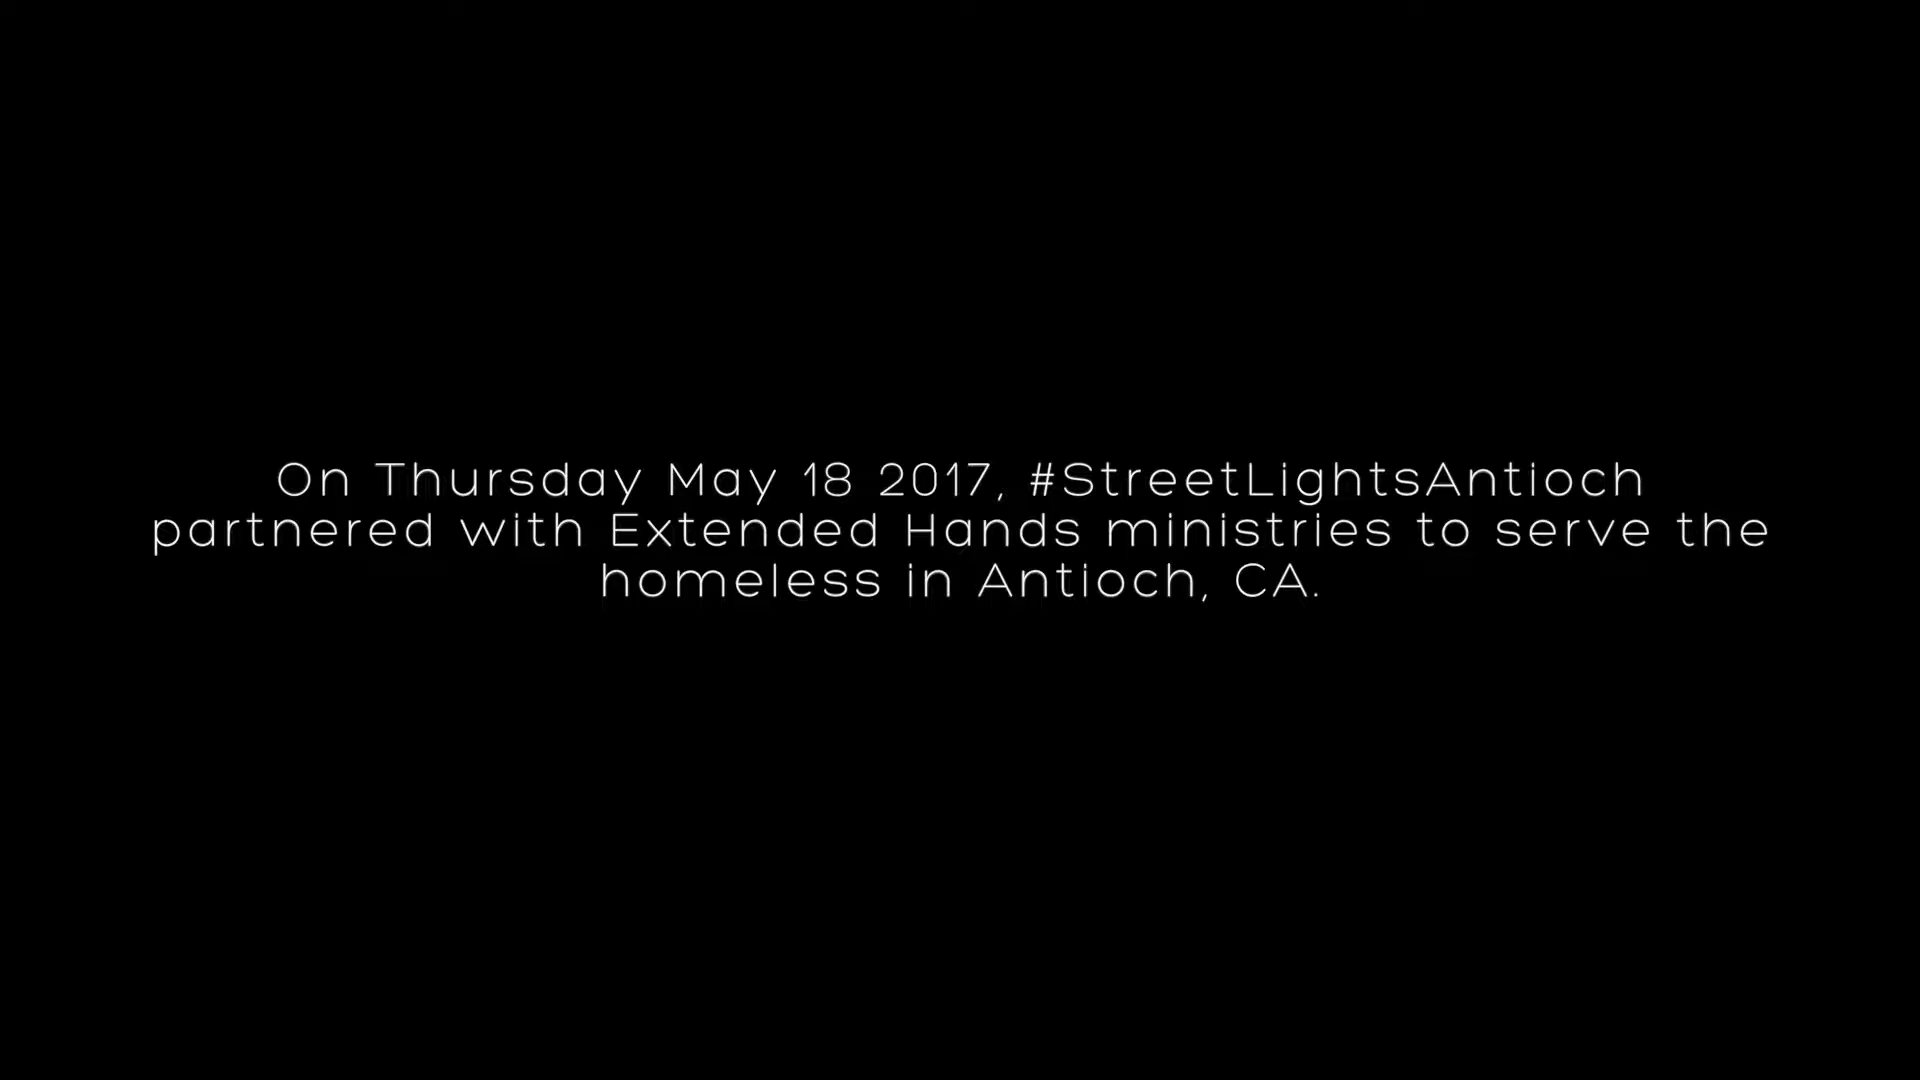 On Thursday May 18 2017, #StreetLightsAntioch
partnered with Extended Hands ministries to serve the
homeless in Antioch, CA.